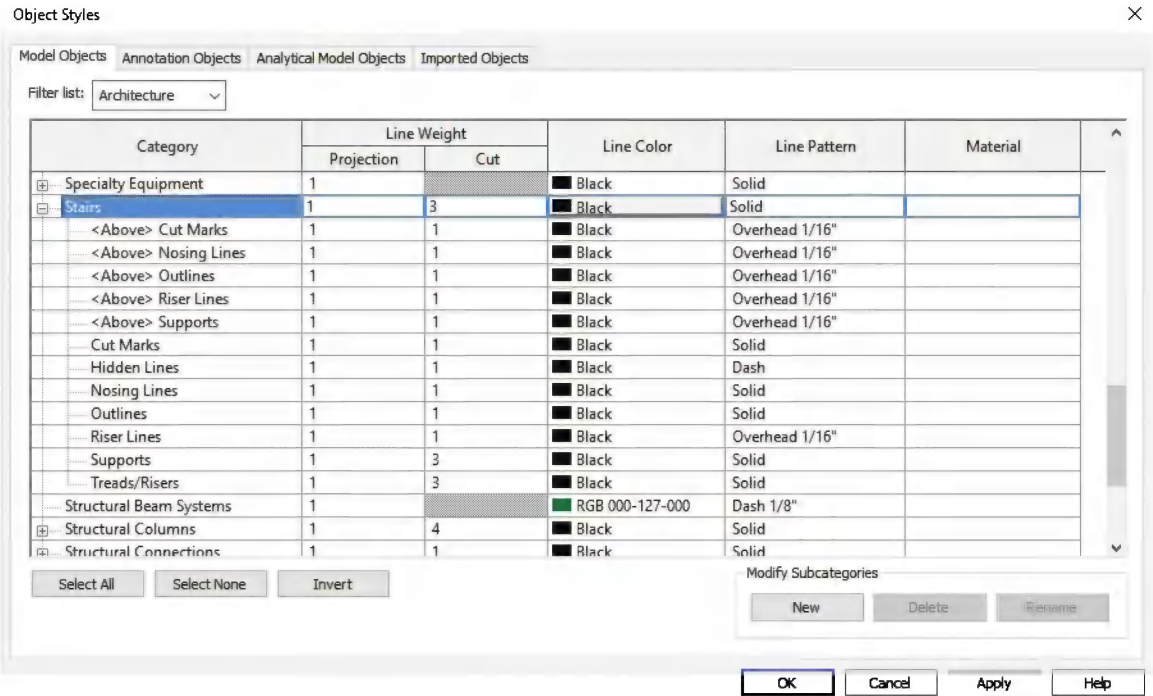 Object Styles
Model Objects Annotation Objects Analytical Model Objects Imported Objects
Filter list: Architecture
Category Line Weight Line Color Line Pattern Material
Projection Cut
Specialty Equipment 1 Black Solid
Stairs 1 3 Black Solid
<Above> Cut Marks 1 1 Black Overhead 1/16"
<Above> Nosing Lines 1 1 Black Overhead 1/16"
<Above> Outlines 1 1 Black Overhead 1/16"
<Above> Riser Lines 1 1 Black Overhead 1/16"
<Above> Supports 1 1 Black Overhead 1/16"
Cut Marks 1 1 Black Solid
Hidden Lines 1 1 Black Dash
Nosing Lines 1 1 Black Solid
Outlines 1 1 Black Solid
Riser Lines 1 1 Black Overhead 1/16"
Supports 1 3 Black Solid
Treads/Risers 1 3 Black Solid
Structural Beam Systems 1 RGB 000-127-000 Dash 1/8"
Structural Columns 1 4 Black Solid
Structural Connections 1 1 Black Solid
Select All Select None Invert
Modify Subcategories
New Delete Rename
OK Cancel Apply Help